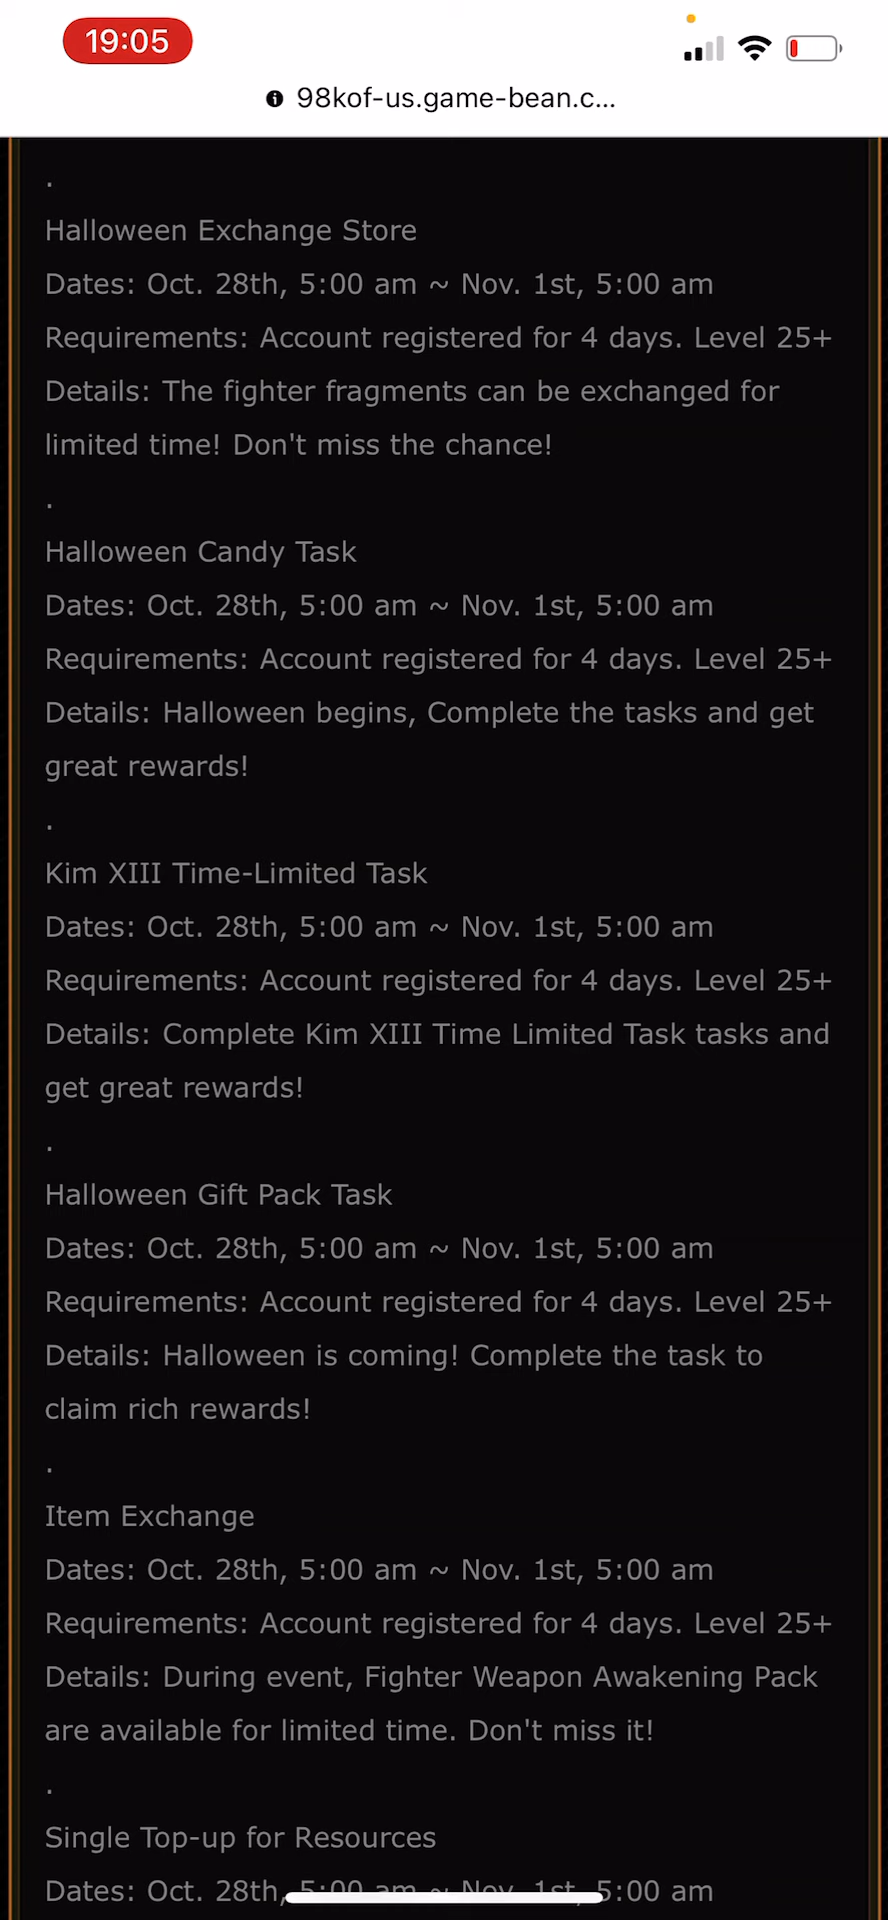 19:05
98kof-us.game-bean.c...
.
Halloween Exchange Store
Dates: Oct. 28th, 5:00 am ~ Nov. 1st, 5:00 am
Requirements: Account registered for 4 days. Level 25+
Details: The fighter fragments can be exchanged for
limited time! Don't miss the chance!
.
Halloween Candy Task
Dates: Oct. 28th, 5:00 am ~ Nov. 1st, 5:00 am
Requirements: Account registered for 4 days. Level 25+
Details: Halloween begins, Complete the tasks and get
great rewards!
.
Kim XIII Time-Limited Task
Dates: Oct. 28th, 5:00 am ~ Nov. 1st, 5:00 am
Requirements: Account registered for 4 days. Level 25+
Details: Complete Kim XIII Time Limited Task tasks and
get great rewards!
.
Halloween Gift Pack Task
Dates: Oct. 28th, 5:00 am ~ Nov. 1st, 5:00 am
Requirements: Account registered for 4 days. Level 25+
Details: Halloween is coming! Complete the task to
claim rich rewards!
.
Item Exchange
Dates: Oct. 28th, 5:00 am ~ Nov. 1st, 5:00 am
Requirements: Account registered for 4 days. Level 25+
Details: During event, Fighter Weapon Awakening Pack
are available for limited time. Don't miss it!
.
Single Top-up for Resources
Dates: Oct. 28th, 5:00 am ~ Nov. 1st, 5:00 am